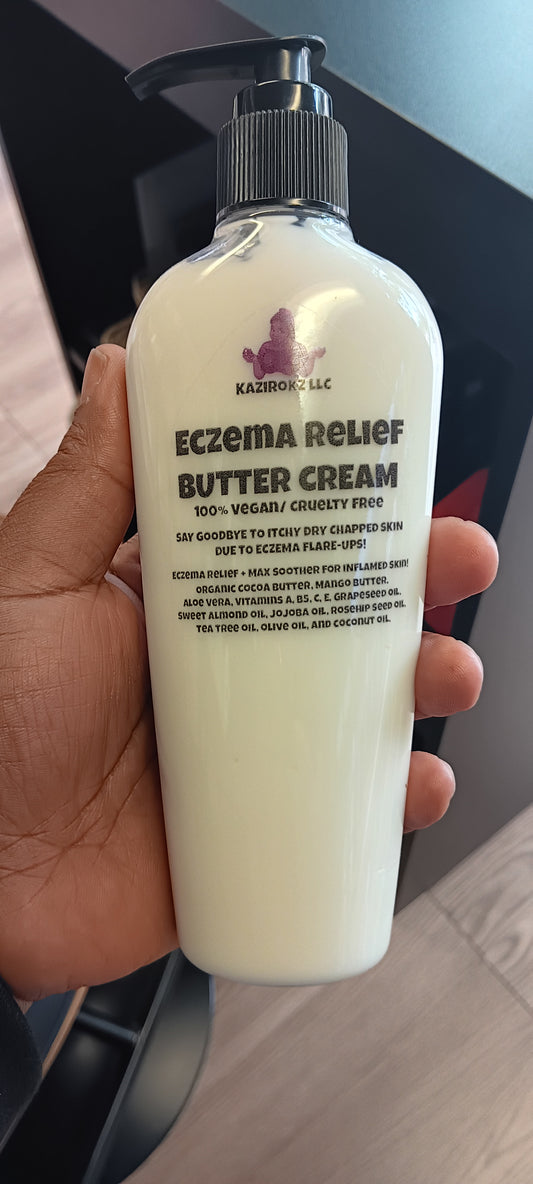 KAZIROKZ LLC
Eczema Relief
BUTTER CREAM
100% Vegan/ Cruelty Free
SAY GOODBYE TO ITCHY DRY CHAPPED SKIN
DUE TO ECZEMA FLARE-UPS!
Eczema Relief + Max Soother for Inflamed Skin!
Organic Cocoa Butter, Mango Butter,
Aloe Vera, Vitamins A, B5, C, E, Grapeseed Oil,
Sweet Almond Oil, Jojoba Oil, Rosehip Seed Oil,
Tea Tree Oil, Olive Oil, and Coconut Oil.